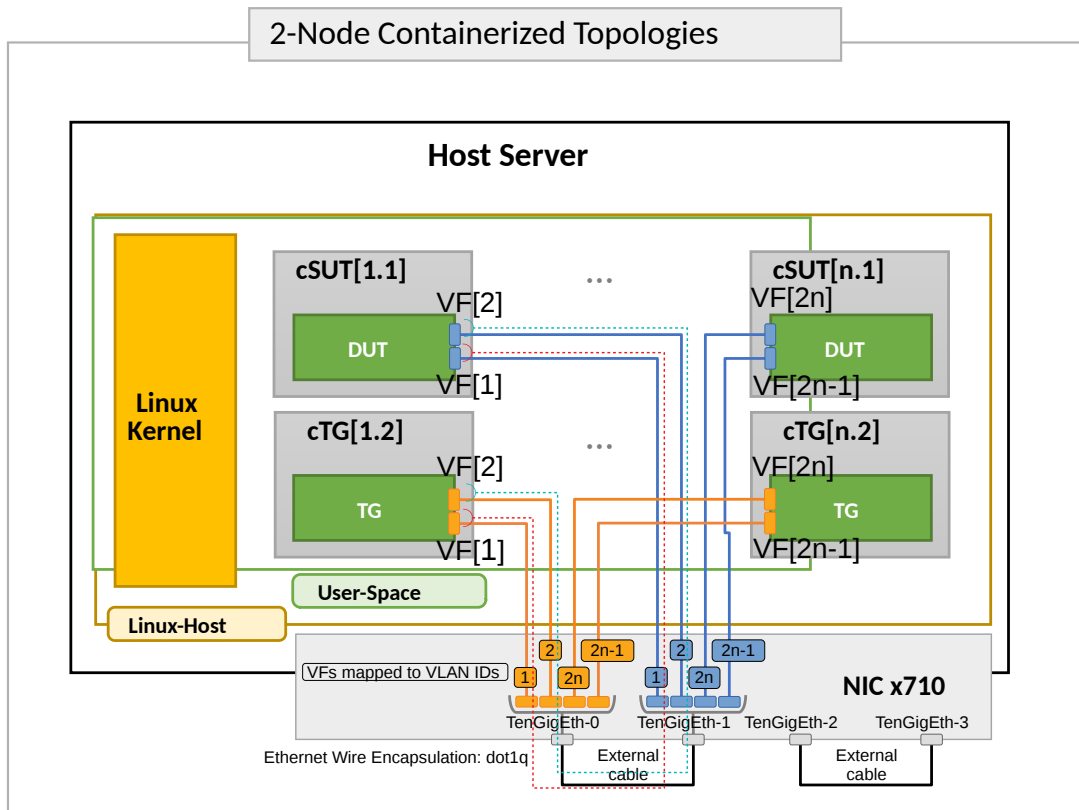 2-Node Containerized Topologies
Host Server
cSUT[1.1]
...
cSUT[n.1]
VF[2]
VF[2n]
DUT
DUT
VF[1]
VF[2n-1]
Linux
Kernel
cTG[1.2]
...
cTG[n.2]
VF[2]
VF[2n]
TG
TG
VF[1]
VF[2n-1]
User-Space
Linux-Host
2
2n-1
2
2n-1
VFs mapped to VLAN IDs
1
2n
1
2n
NIC x710
TenGigEth-0
TenGigEth-1
TenGigEth-2
TenGigEth-3
Ethernet Wire Encapsulation: dot1q
External
cable
External
cable